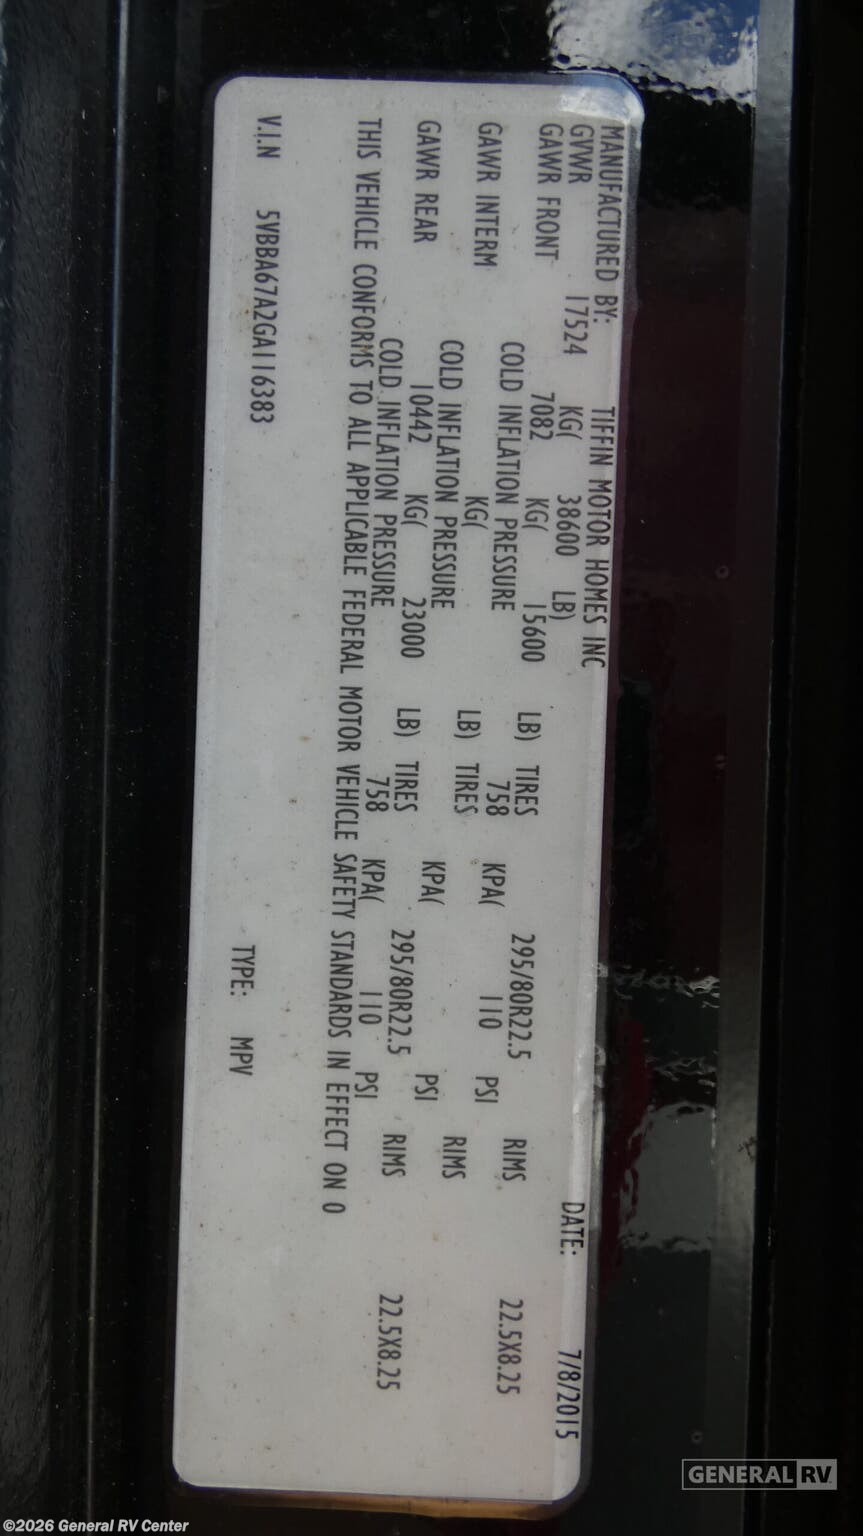 MANUFACTURED BY: TIFFIN MOTOR HOMES INC DATE: 7/8/2015
GVWR 17524 KG( 38600 LB)
GAWR FRONT 7082 KG( 15600 LB) TIRES 295/80R22.5 RIMS 22.5X8.25
COLD INFLATION PRESSURE 758 KPA( 110 PSI
GAWR INTERM KG( LB) TIRES RIMS
COLD INFLATION PRESSURE KPA( PSI
GAWR REAR 10442 KG( 23000 LB) TIRES 295/80R22.5 RIMS 22.5X8.25
COLD INFLATION PRESSURE 758 KPA( 110 PSI
THIS VEHICLE CONFORMS TO ALL APPLICABLE FEDERAL MOTOR VEHICLE SAFETY STANDARDS IN EFFECT ON 0
V.I.N 5VBBA67A2GA116383 TYPE: MPV
GENERAL RV
©2026 General RV Center